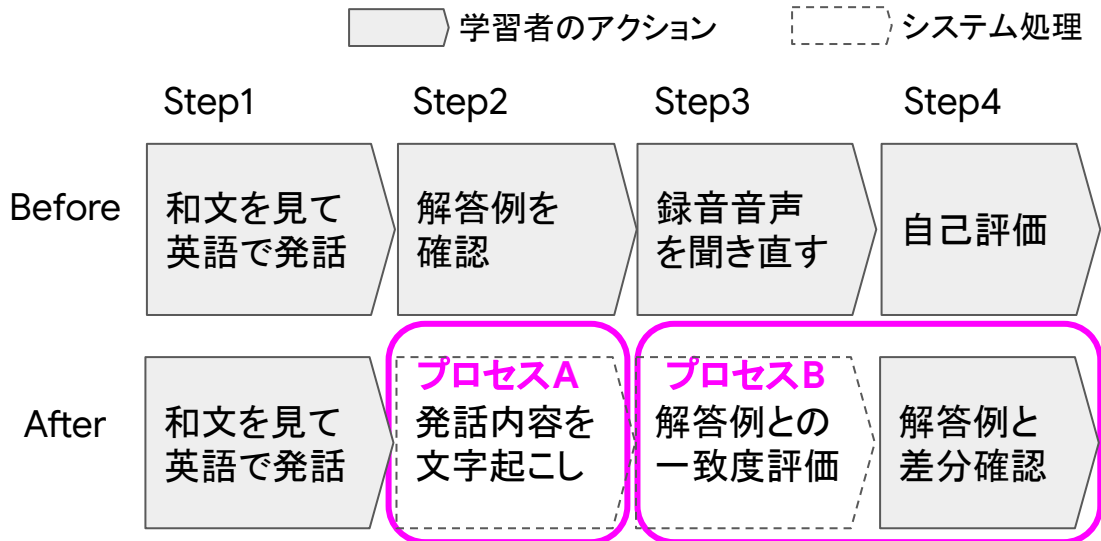 学習者のアクション
システム処理
Step1
Step2
Step3
Step4
Before
和文を見て
英語で発話
解答例を
確認
録音音声
を聞き直す
自己評価
After
和文を見て
英語で発話
プロセスA
発話内容を
文字起こし
プロセスB
解答例との
一致度評価
解答例と
差分確認